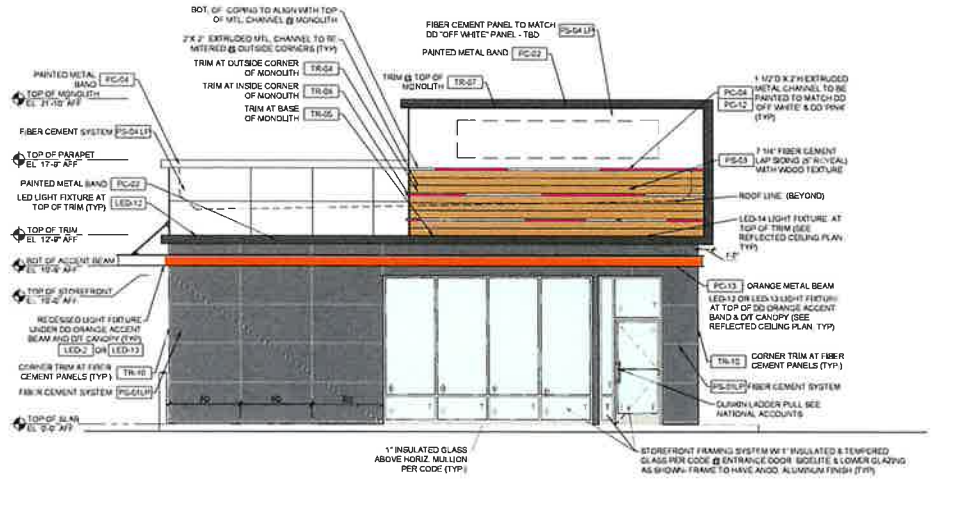 BOT. OF COPING TO ALIGN WITH TOP
OF MTL. CHANNEL @ MONOLITH
2"X 2" EXTRUDED MTL. CHANNEL TO BE
MITERED @ OUTSIDE CORNERS (TYP)
TRIM AT OUTSIDE CORNER
OF MONOLITH TR-04
TRIM AT INSIDE CORNER
OF MONOLITH
TRIM AT BASE
OF MONOLITH TR-05
FIBER CEMENT PANEL TO MATCH
DD "OFF WHITE" PANEL - TBD PS-04 LP
PAINTED METAL BAND PC-02
TRIM @ TOP OF
MONOLITH TR-07
PAINTED METAL
BAND PC-04
TOP OF MONOLITH
EL. 21'-10" AFF
FIBER CEMENT SYSTEM PS-04 LP
TOP OF PARAPET
EL. 17'-9" AFF
PAINTED METAL BAND PC-02
LED LIGHT FIXTURE AT
TOP OF TRIM (TYP) LED-12
TOP OF TRIM
EL. 12'-9" AFF
BOT OF ACCENT BEAM
EL. 10'-6" AFF
TOP OF STOREFRONT
EL. 10'-0" AFF
RECESSED LIGHT FIXTURE
UNDER DD ORANGE ACCENT
BEAM AND D/T CANOPY (TYP)
LED-2 OR LED-13
CORNER TRIM AT FIBER
CEMENT PANELS (TYP) TR-10
FIBER CEMENT SYSTEM PS-01LP
TOP OF SLAB
EL. 0'-0" AFF
1 1/2"D X 2"H EXTRUDED
PC-04 METAL CHANNEL TO BE
PC-12 PAINTED TO MATCH DD
"OFF WHITE" & DD PINK
(TYP)
7 1/4" FIBER CEMENT
PS-03 LAP SIDING (6" REVEAL)
WITH WOOD TEXTURE
ROOF LINE (BEYOND)
LED-14 LIGHT FIXTURE AT
TOP OF TRIM (SEE
REFLECTED CEILING PLAN
TYP)
1'-0"
PC-13 ORANGE METAL BEAM
LED-12 OR LED-13 LIGHT FIXTURE
AT TOP OF DD ORANGE ACCENT
BAND & D/T CANOPY (SEE
REFLECTED CEILING PLAN, TYP)
TR-10 CORNER TRIM AT FIBER
CEMENT PANELS (TYP)
PS-01LP FIBER CEMENT SYSTEM
DUNKIN LADDER PULL SEE
NATIONAL ACCOUNTS
1" INSULATED GLASS
ABOVE HORIZ. MULLION
PER CODE (TYP)
STOREFRONT FRAMING SYSTEM W/ 1" INSULATED & TEMPERED
GLASS PER CODE @ ENTRANCE DOOR, SIDELITE & LOWER GLAZING
AS SHOWN- FRAME TO HAVE ANOD. ALUMINUM FINISH (TYP)